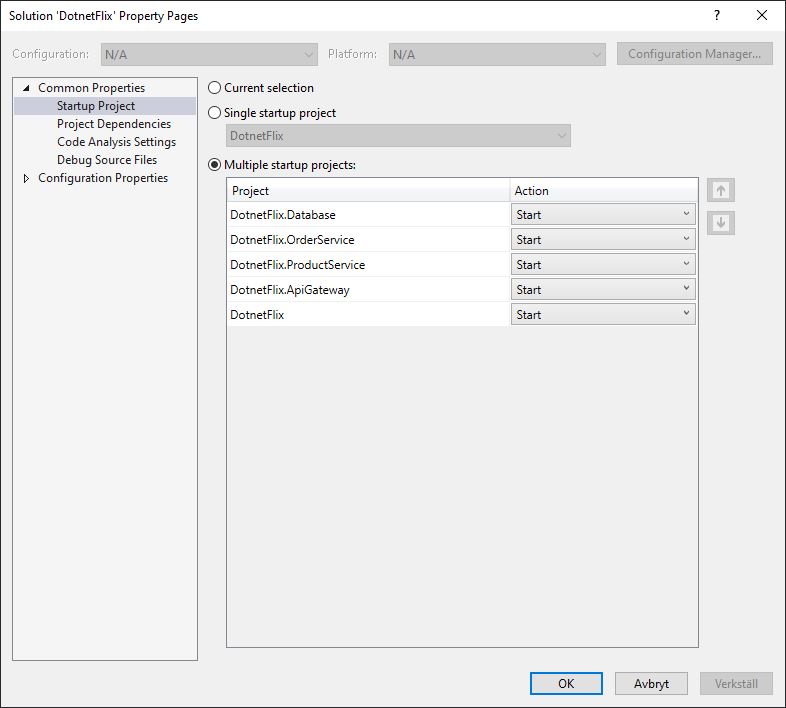 Solution 'DotnetFlix' Property Pages
Configuration: N/A Platform: N/A Configuration Manager...
Common Properties
Startup Project
Project Dependencies
Code Analysis Settings
Debug Source Files
Configuration Properties
Current selection
Single startup project
DotnetFlix
Multiple startup projects:
Project Action
DotnetFlix.Database Start
DotnetFlix.OrderService Start
DotnetFlix.ProductService Start
DotnetFlix.ApiGateway Start
DotnetFlix Start
OK Avbryt Verkställ